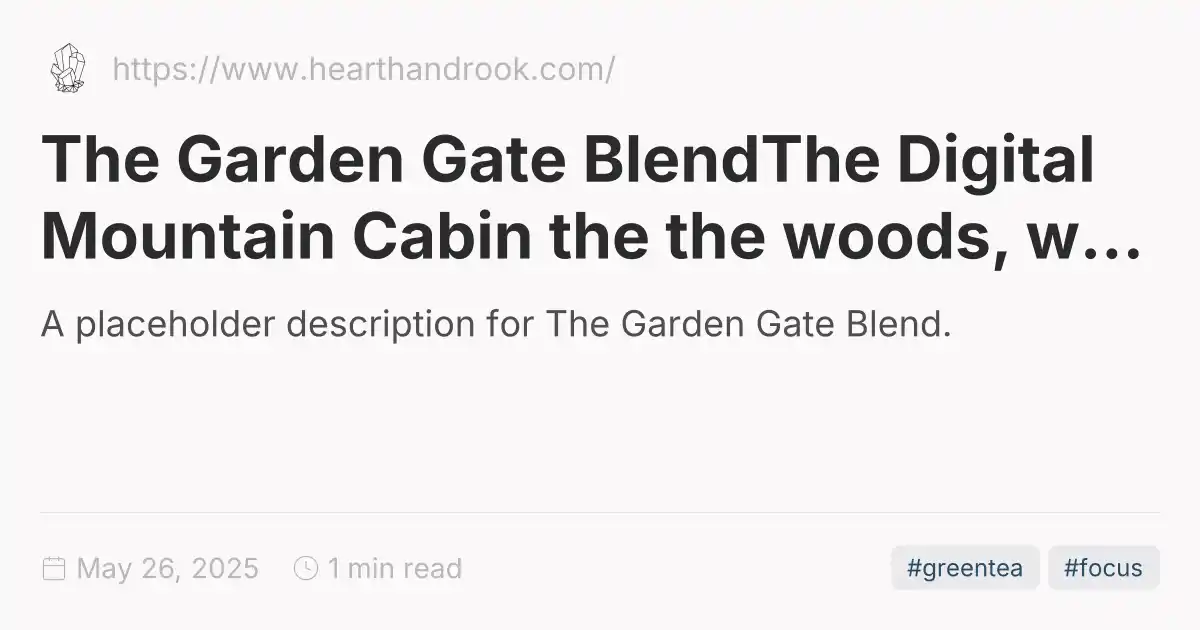 https://www.hearthandrook.com/
The Garden Gate BlendThe Digital
Mountain Cabin the the woods, w...
A placeholder description for The Garden Gate Blend.
May 26, 2025 1 min read #greentea #focus